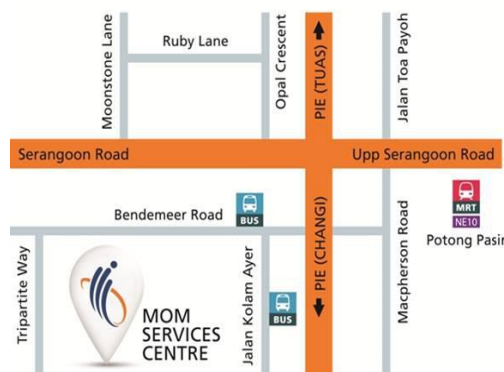 Moonstone Lane
Ruby Lane
Opal Crescent
PIE (TUAS)
Jalan Toa Payoh
Serangoon Road
Upp Serangoon Road
BUS
MRT
NE10
Potong Pasir
Bendemeer Road
Tripartite Way
MOM
SERVICES
CENTRE
Jalan Kolam Ayer
BUS
PIE (CHANGI)
Macpherson Road